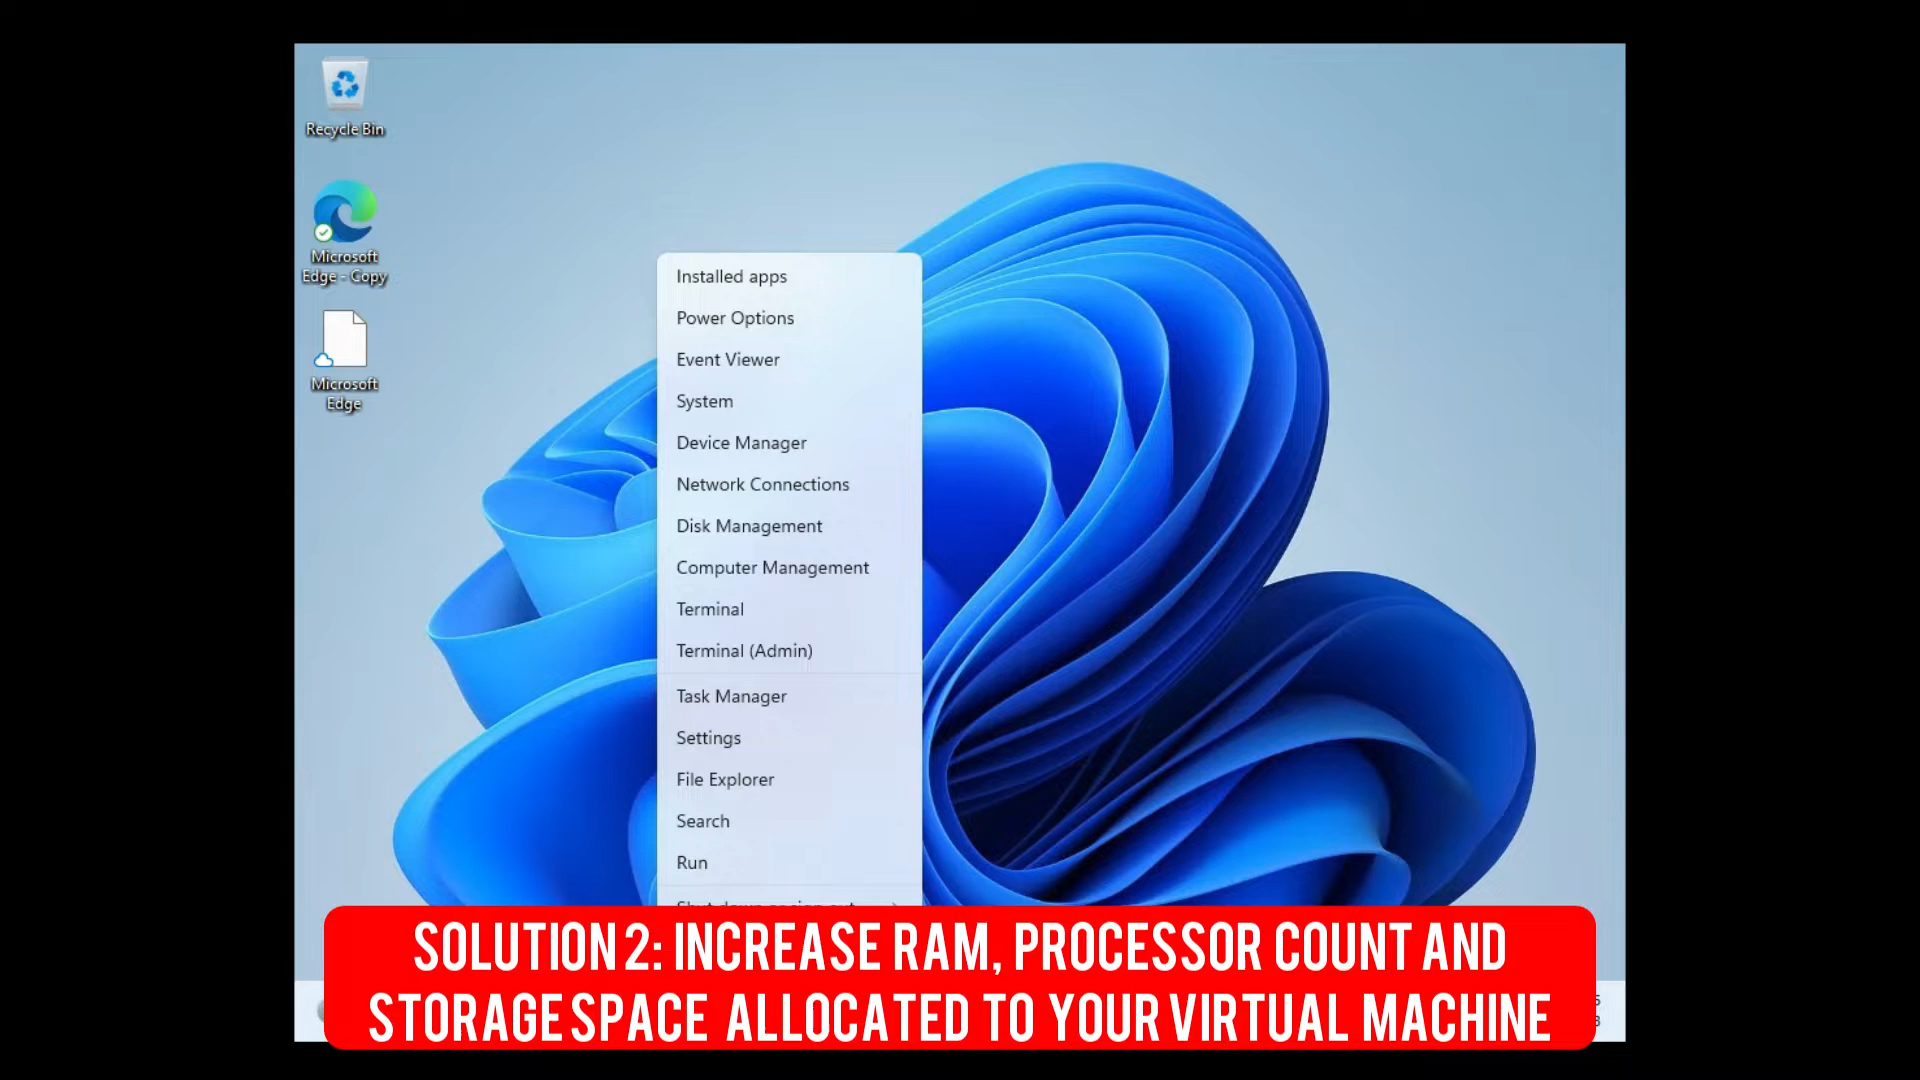 Recycle Bin
Microsoft
Edge - Copy
Microsoft
Edge
Installed apps
Power Options
Event Viewer
System
Device Manager
Network Connections
Disk Management
Computer Management
Terminal
Terminal (Admin)
Task Manager
Settings
File Explorer
Search
Run
SOLUTION 2: INCREASE RAM, PROCESSOR COUNT AND
STORAGE SPACE ALLOCATED TO YOUR VIRTUAL MACHINE